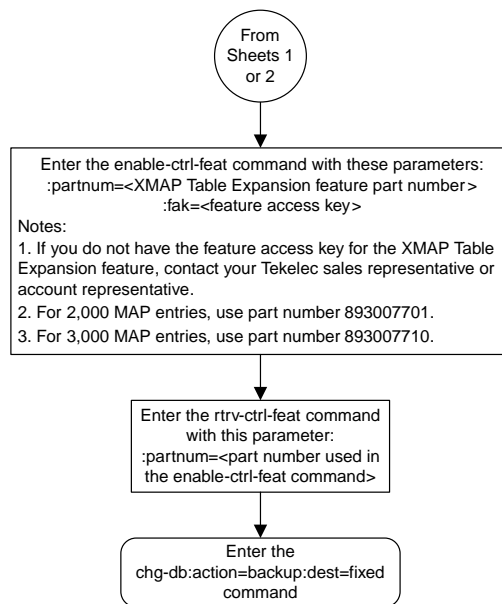 From
Sheets 1
or 2
Enter the enable-ctrl-feat command with these parameters:
:partnum=<XMAP Table Expansion feature part number>
:fak=<feature access key>
Notes:
1. If you do not have the feature access key for the XMAP Table
Expansion feature, contact your Tekelec sales representative or
account representative.
2. For 2,000 MAP entries, use part number 893007701.
3. For 3,000 MAP entries, use part number 893007710.
Enter the rtrv-ctrl-feat command
with this parameter:
:partnum=<part number used in
the enable-ctrl-feat command>
Enter the
chg-db:action=backup:dest=fixed
command